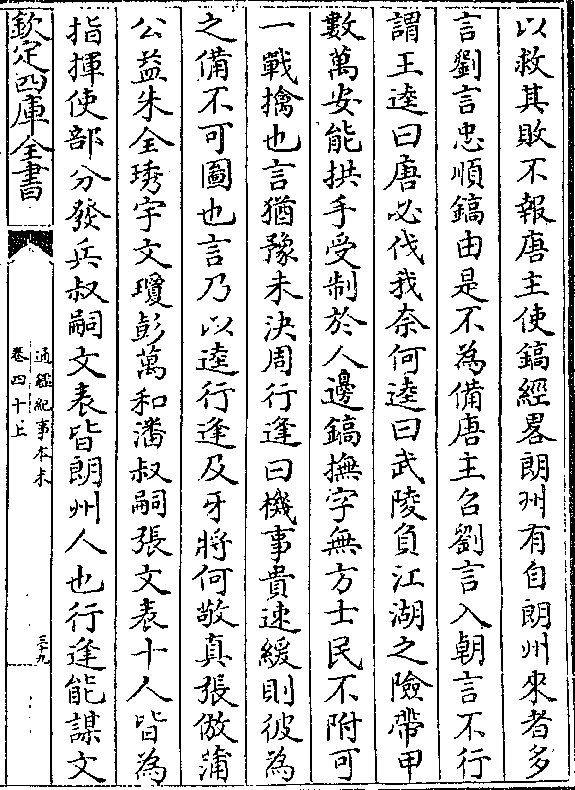 以救其敗不報唐主使鎬經畧朗州有自朗州來者多
言劉言忠順鎬由是不為備唐主召劉言入朝言不行
謂王逵曰唐必伐我奈何逵曰武陵負江湖之險帶甲
數萬安能拱手受制於人邊鎬撫字無方士民不附可
一戰擒也言猶豫未決周行逢曰機事貴速緩則彼為
之備不可圖也言乃以逵行逢及牙將何敬真張倣蒲
公益朱全琇宇文瓊彭萬和潘叔嗣張文表十人皆為
指揮使部分發兵叔嗣文表皆朗州人也行逢能謀文
欽定四庫全書
通鑑紀事本末
卷四十上
三十九